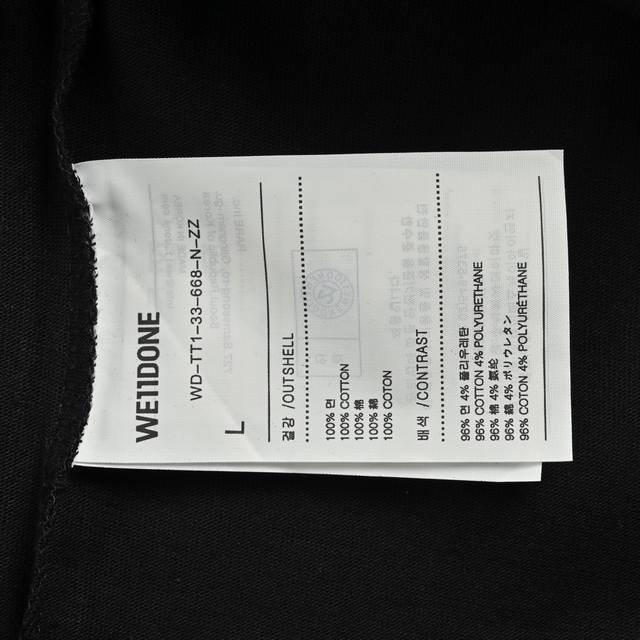 WE11DONE
WD-TT1-33-668-N-ZZ
L
겉감 /OUTSHELL
100% 면
100% COTTON
100% 棉
100% 綿
100% COTON
배색 /CONTRAST
96% 면 4% 폴리우레탄
96% COTTON 4% POLYURETHANE
96% 棉 4% 氨纶
96% 綿 4% ポリウレタン
96% COTON 4% POLYURETHANE